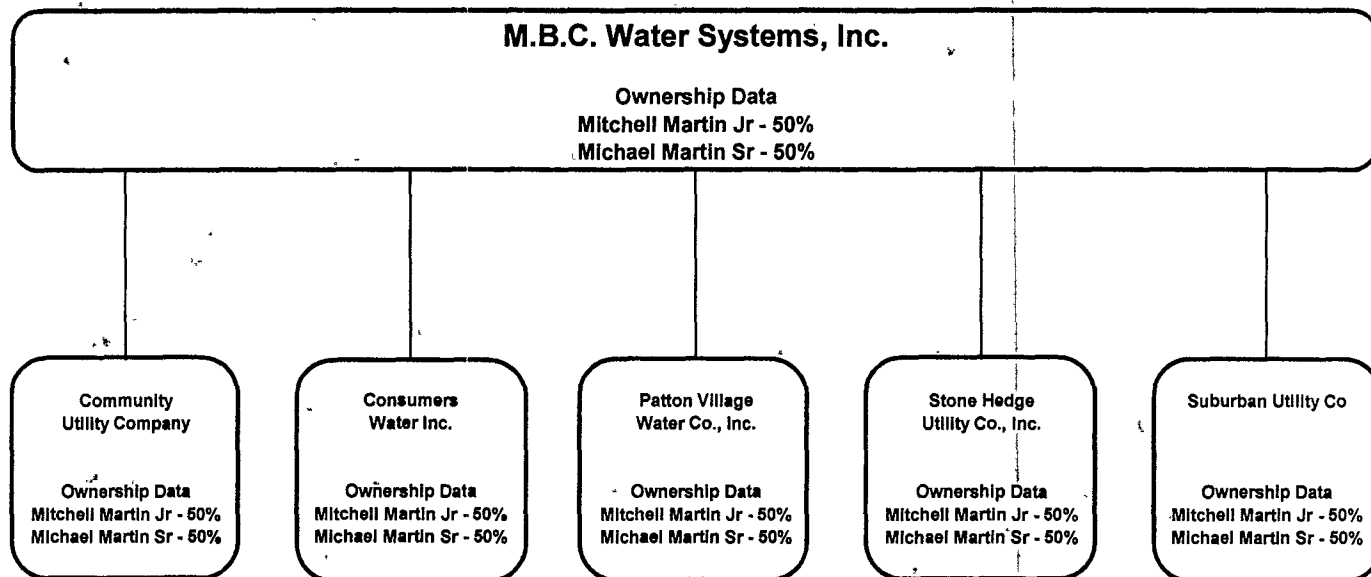 M.B.C. Water Systems, Inc.
Ownership Data
Mitchell Martin Jr - 50%
Michael Martin Sr - 50%
Community
Utility Company
Ownership Data
Mitchell Martin Jr - 50%
Michael Martin Sr - 50%
Consumers
Water Inc.
Ownership Data
Mitchell Martin Jr - 50%
Michael Martin Sr - 50%
Patton Village
Water Co., Inc.
Ownership Data
Mitchell Martin Jr - 50%
Michael Martin Sr - 50%
Stone Hedge
Utility Co., Inc.
Ownership Data
Mitchell Martin Jr - 50%
Michael Martin Sr - 50%
Suburban Utility Co
Ownership Data
Mitchell Martin Jr - 50%
Michael Martin Sr - 50%